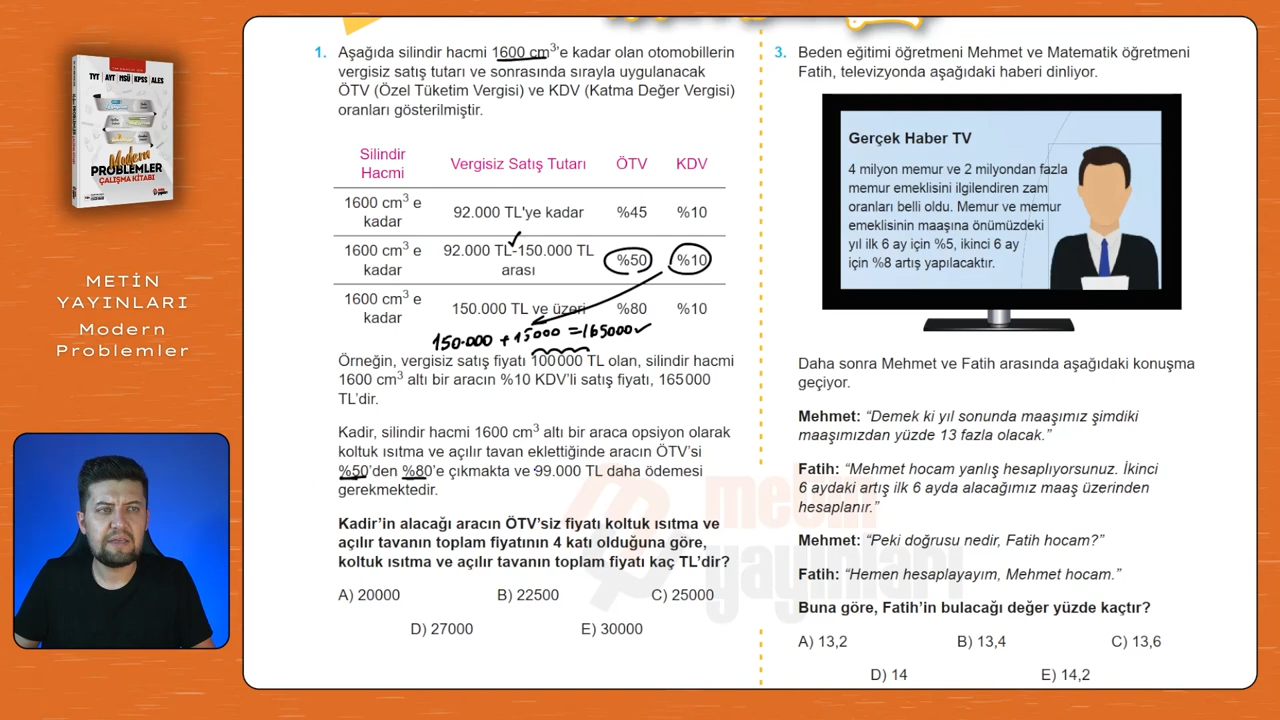 TYT | AYT | MSÜ | KPSS | ALES
Modern
PROBLEMLER
ÇALIŞMA KİTABI
METİN
YAYINLARI
Modern
Problemler
1. Aşağıda silindir hacmi 1600 cm³'e kadar olan otomobillerin
vergisiz satış tutarı ve sonrasında sırayla uygulanacak
ÖTV (Özel Tüketim Vergisi) ve KDV (Katma Değer Vergisi)
oranları gösterilmiştir.
Silindir Hacmi Vergisiz Satış Tutarı ÖTV KDV
1600 cm³ e kadar 92.000 TL'ye kadar %45 %10
1600 cm³ e kadar 92.000 TL-150.000 TL arası %50 %10
1600 cm³ e kadar 150.000 TL ve üzeri %80 %10
150.000 + 15000 = 165000
Örneğin, vergisiz satış fiyatı 100000 TL olan, silindir hacmi
1600 cm³ altı bir aracın %10 KDV'li satış fiyatı, 165000
TL'dir.
Kadir, silindir hacmi 1600 cm³ altı bir araca opsiyon olarak
koltuk ısıtma ve açılır tavan eklettiğinde aracın ÖTV'si
%50'den %80'e çıkmakta ve 99.000 TL daha ödemesi
gerekmektedir.
Kadir'in alacağı aracın ÖTV'siz fiyatı koltuk ısıtma ve
açılır tavanın toplam fiyatının 4 katı olduğuna göre,
koltuk ısıtma ve açılır tavanın toplam fiyatı kaç TL'dir?
A) 20000 B) 22500 C) 25000
D) 27000 E) 30000
3. Beden eğitimi öğretmeni Mehmet ve Matematik öğretmeni
Fatih, televizyonda aşağıdaki haberi dinliyor.
Gerçek Haber TV
4 milyon memur ve 2 milyondan fazla
memur emeklisini ilgilendiren zam
oranları belli oldu. Memur ve memur
emeklisinin maaşına önümüzdeki
yıl ilk 6 ay için %5, ikinci 6 ay
için %8 artış yapılacaktır.
Daha sonra Mehmet ve Fatih arasında aşağıdaki konuşma
geçiyor.
Mehmet: “Demek ki yıl sonunda maaşımız şimdiki
maaşımızdan yüzde 13 fazla olacak.”
Fatih: “Mehmet hocam yanlış hesaplıyorsunuz. İkinci
6 aydaki artış ilk 6 ayda alacağımız maaş üzerinden
hesaplanır.”
Mehmet: “Peki doğrusu nedir, Fatih hocam?”
Fatih: “Hemen hesaplayayım, Mehmet hocam.”
Buna göre, Fatih'in bulacağı değer yüzde kaçtır?
A) 13,2 B) 13,4 C) 13,6
D) 14 E) 14,2
metin
yayınları